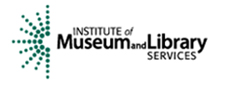 INSTITUTE of
Museum and Library
SERVICES